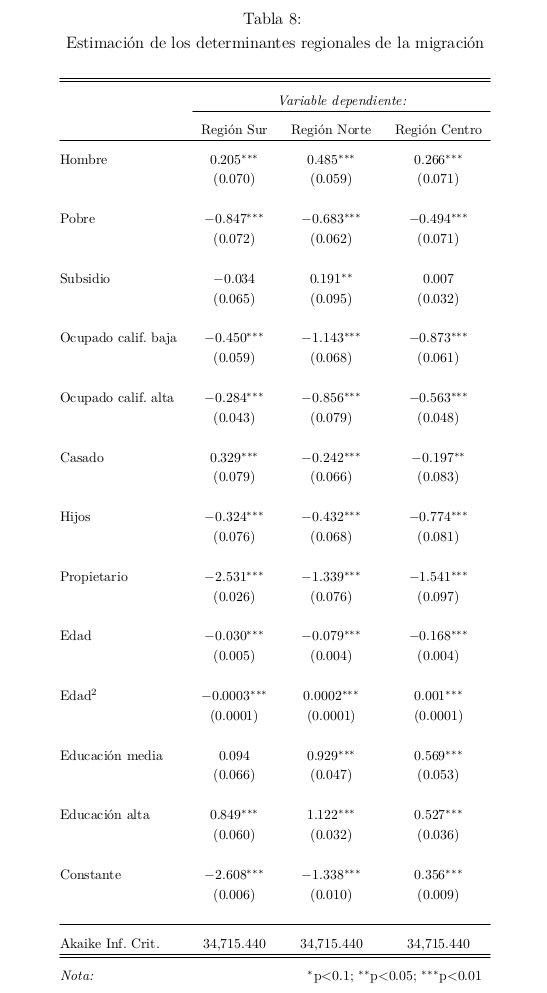 Tabla 8:
Estimación de los determinantes regionales de la migración
Variable dependiente:
Región Sur Región Norte Región Centro
Hombre 0.205*** 0.485*** 0.266***
(0.070) (0.059) (0.071)
Pobre −0.847*** −0.683*** −0.494***
(0.072) (0.062) (0.071)
Subsidio −0.034 0.191** 0.007
(0.065) (0.095) (0.032)
Ocupado calif. baja −0.450*** −1.143*** −0.873***
(0.059) (0.068) (0.061)
Ocupado calif. alta −0.284*** −0.856*** −0.563***
(0.043) (0.079) (0.048)
Casado 0.329*** −0.242*** −0.197**
(0.079) (0.066) (0.083)
Hijos −0.324*** −0.432*** −0.774***
(0.076) (0.068) (0.081)
Propietario −2.531*** −1.339*** −1.541***
(0.026) (0.076) (0.097)
Edad −0.030*** −0.079*** −0.168***
(0.005) (0.004) (0.004)
Edad² −0.0003*** 0.0002*** 0.001***
(0.0001) (0.0001) (0.0001)
Educación media 0.094 0.929*** 0.569***
(0.066) (0.047) (0.053)
Educación alta 0.849*** 1.122*** 0.527***
(0.060) (0.032) (0.036)
Constante −2.608*** −1.338*** 0.356***
(0.006) (0.010) (0.009)
Akaike Inf. Crit. 34,715.440 34,715.440 34,715.440
Nota: *p<0.1; **p<0.05; ***p<0.01